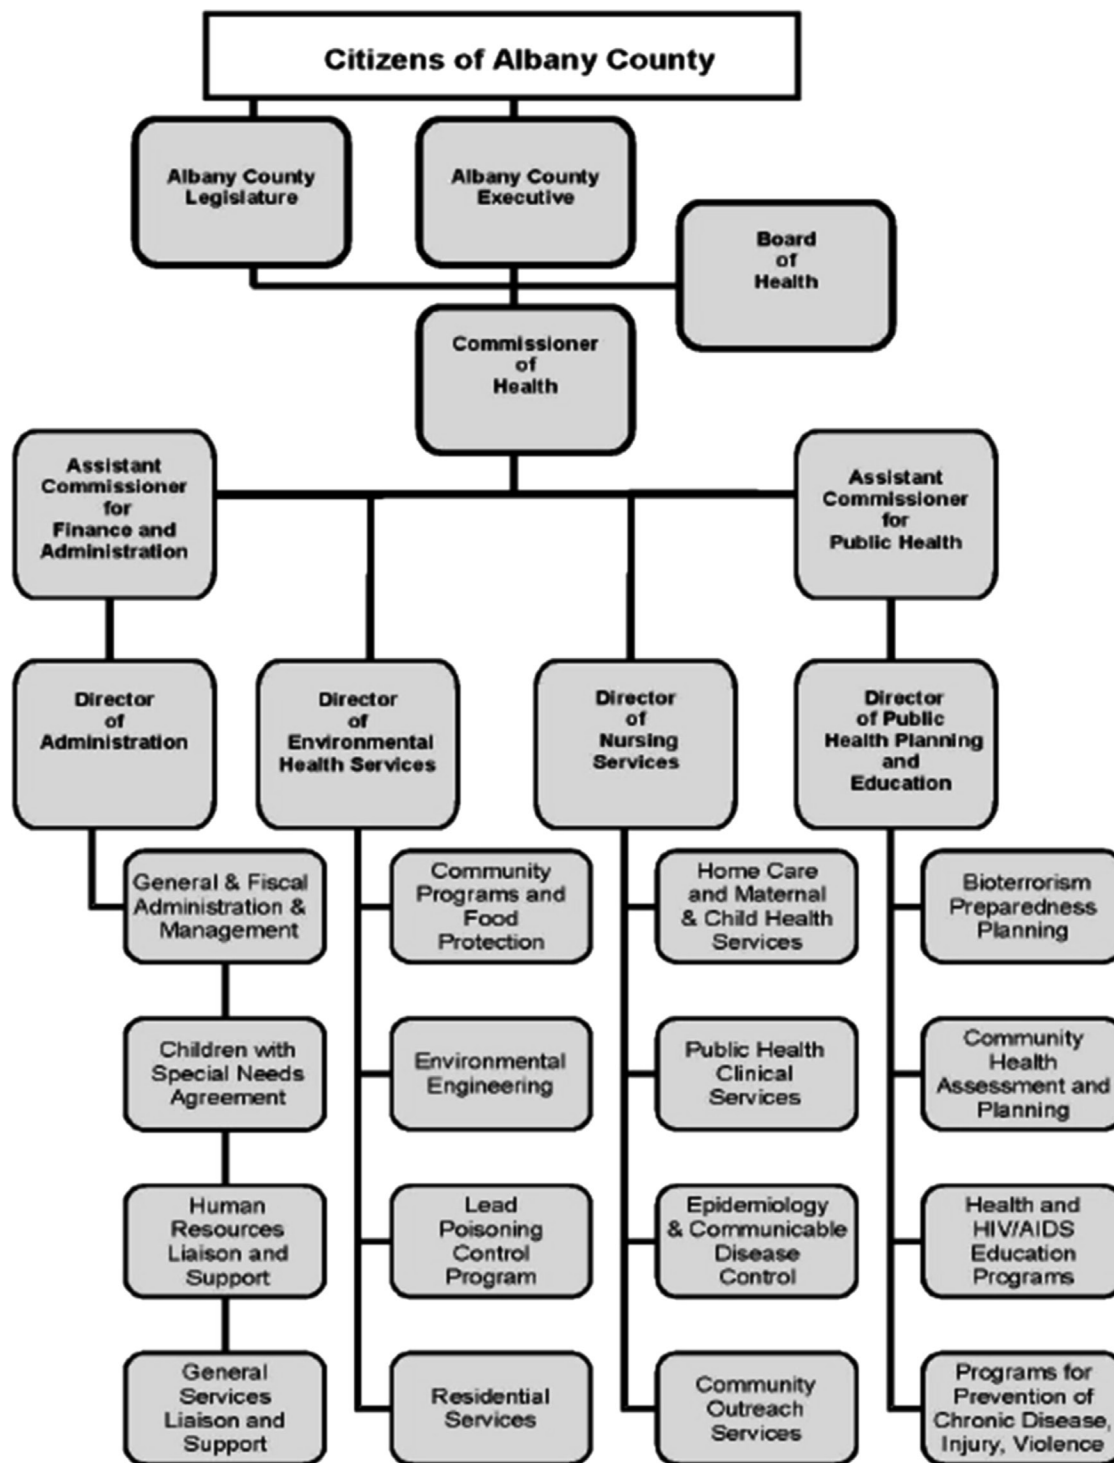 Citizens of Albany County
Albany County
Legislature
Albany County
Executive
Board
of
Health
Commissioner
of
Health
Assistant
Commissioner
for
Finance and
Administration
Assistant
Commissioner
for
Public Health
Director
of
Administration
Director
of
Environmental
Health Services
Director
of
Nursing
Services
Director
of Public
Health Planning
and
Education
General & Fiscal
Administration &
Management
Community
Programs and
Food
Protection
Home Care
and Maternal
& Child Health
Services
Bioterrorism
Preparedness
Planning
Children with
Special Needs
Agreement
Environmental
Engineering
Public Health
Clinical
Services
Community
Health
Assessment and
Planning
Human
Resources
Liaison and
Support
Lead
Poisoning
Control
Program
Epidemiology
& Communicable
Disease
Control
Health and
HIV/AIDS
Education
Programs
General
Services
Liaison and
Support
Residential
Services
Community
Outreach
Services
Programs for
Prevention of
Chronic Disease,
Injury, Violence